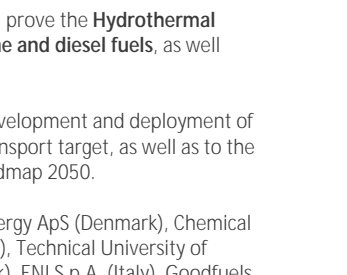 prove the Hydrothermal
e and diesel fuels, as well
velopment and deployment of
nsport target, as well as to the
dmap 2050.
ergy ApS (Denmark), Chemical
), Technical University of
k), ENI S.p.A. (Italy), Goodfuels